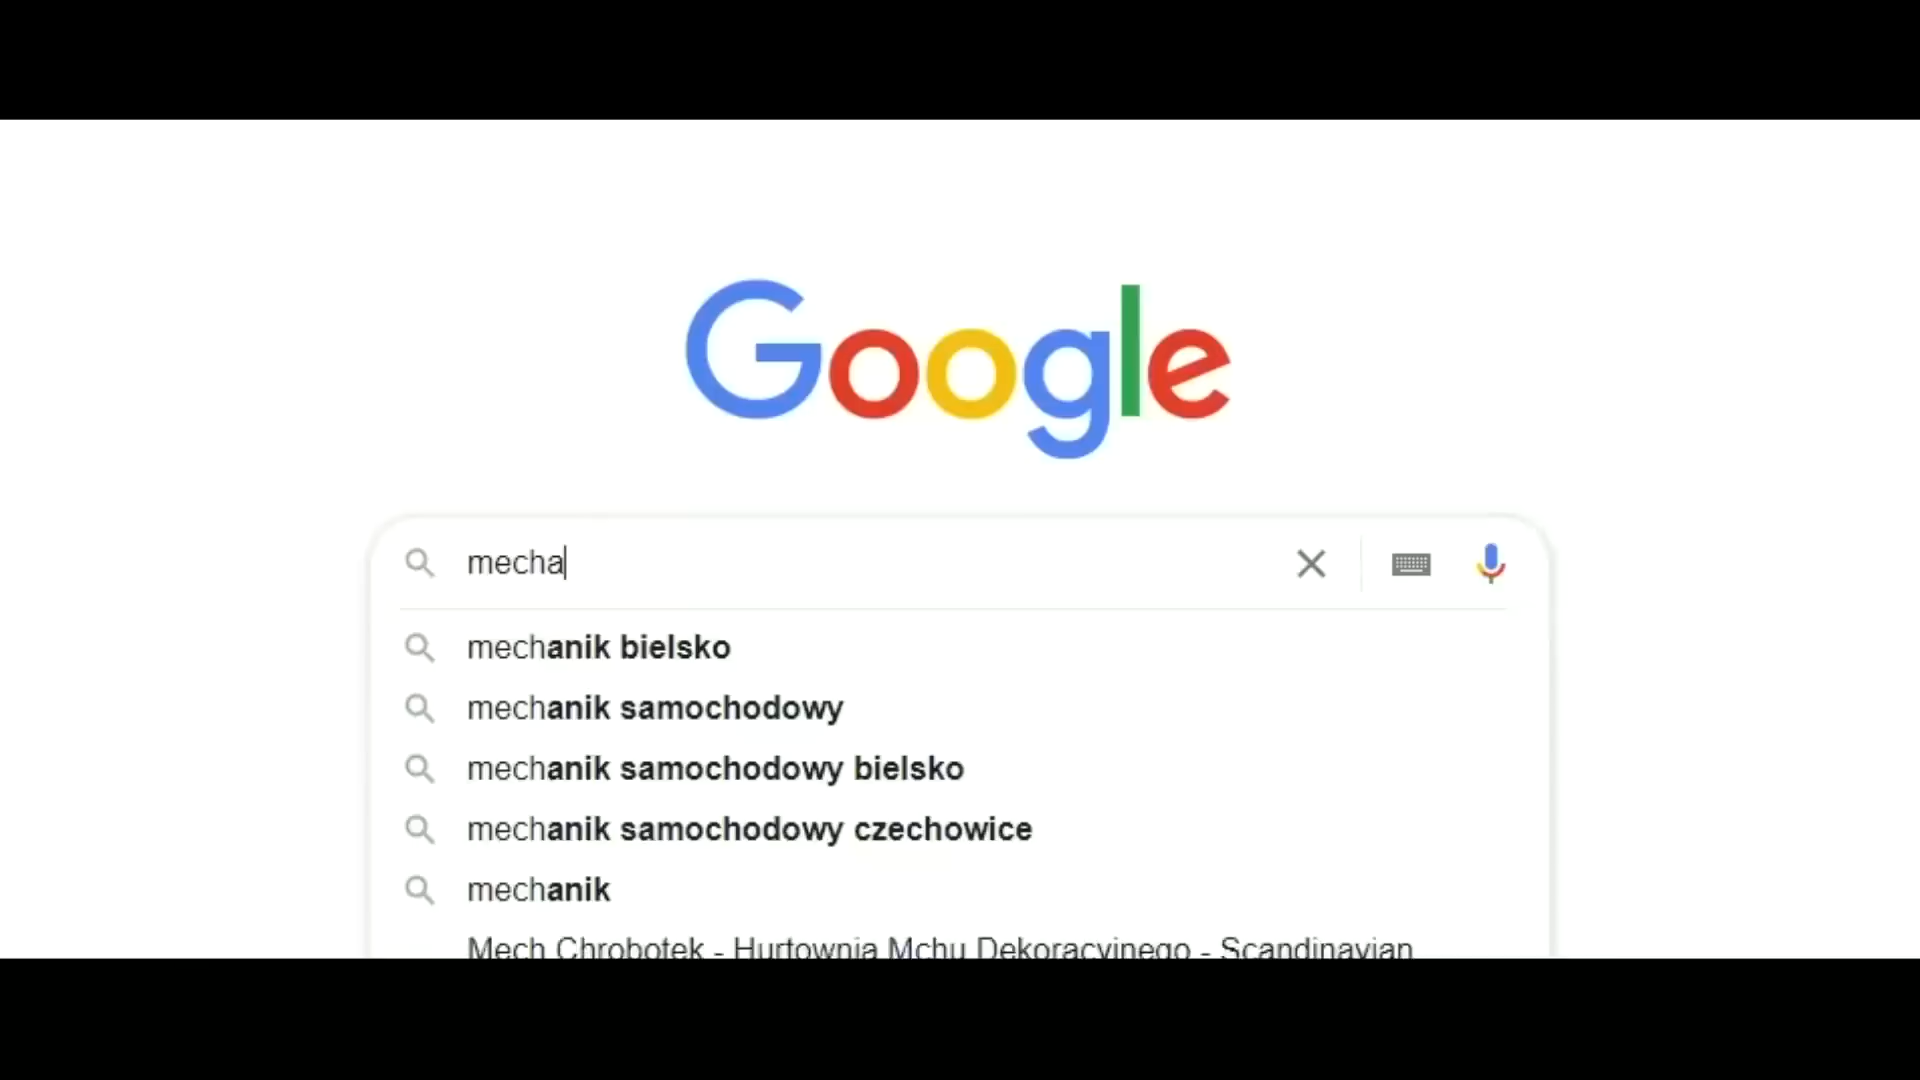 Google
mecha
mechanik bielsko
mechanik samochodowy
mechanik samochodowy bielsko
mechanik samochodowy czechowice
mechanik
Mech Chrobotek - Hurtownia Mchu Dekoracyjnego - Scandinavian